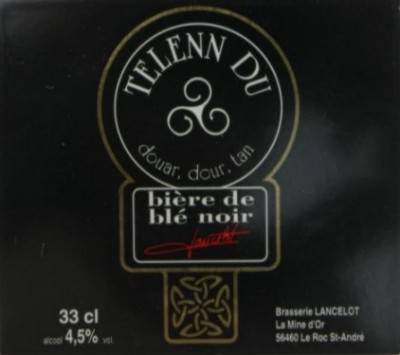 TELENN DU
douar, dour, tan
bière de
blé noir
Lancelot
33 cl
alcool 4,5% vol.
Brasserie LANCELOT
La Mine d'Or
56460 Le Roc St-André